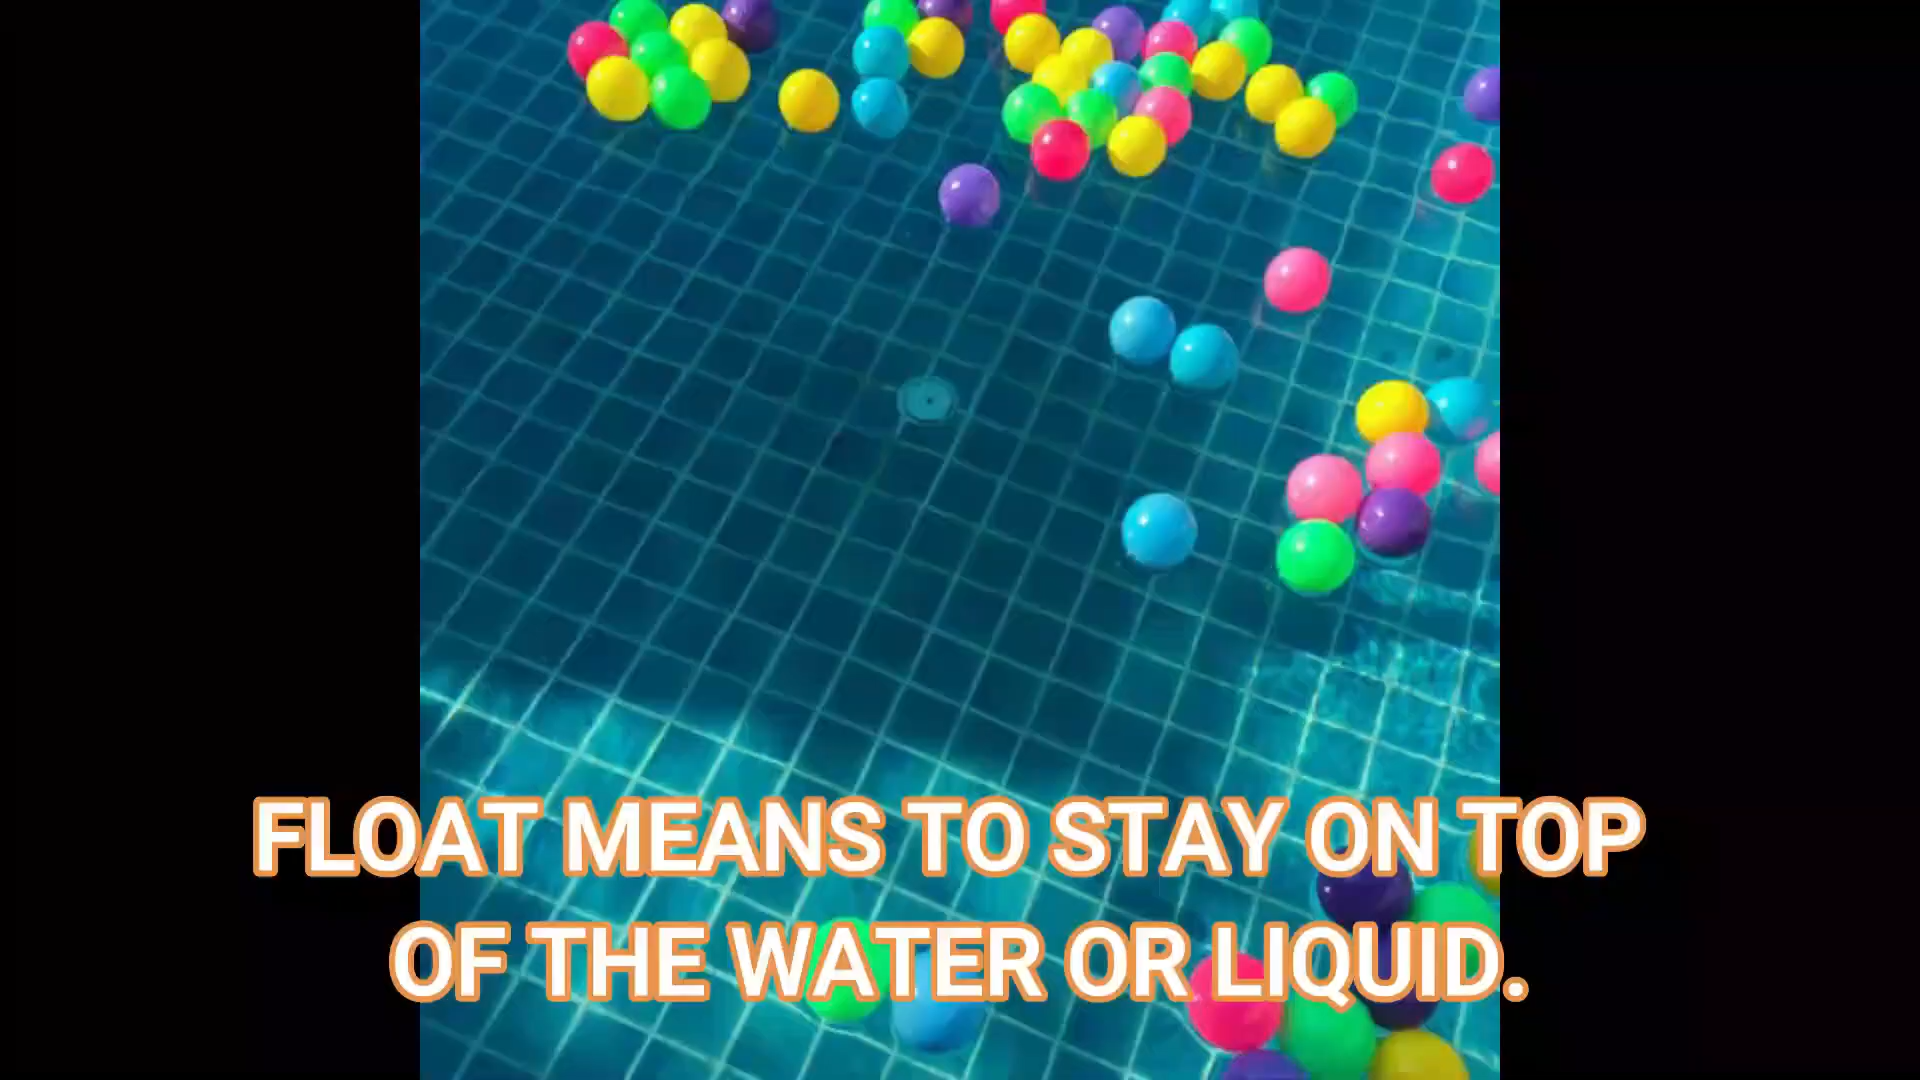 FLOAT MEANS TO STAY ON TOP
OF THE WATER OR LIQUID.